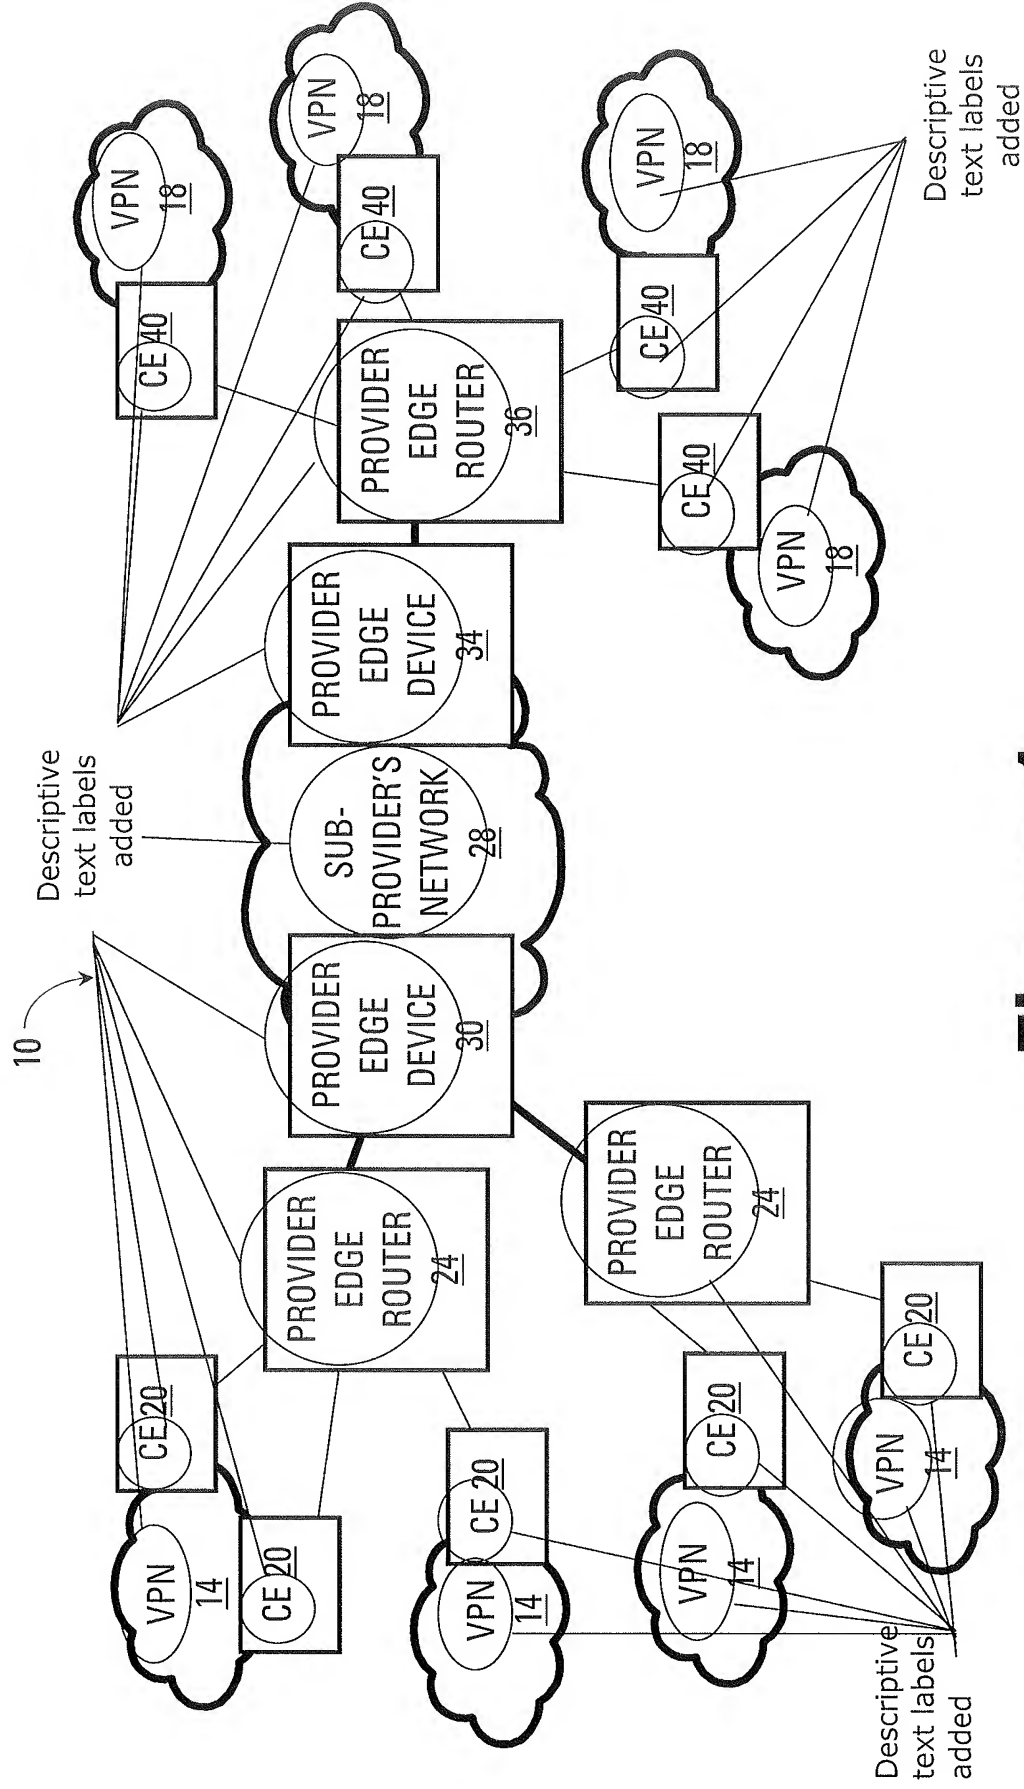 10
Descriptive
text labels
added
VPN
14
CE 20
CE 20
CE 40
VPN
18
VPN
18
CE 40
PROVIDER
EDGE
ROUTER
24
PROVIDER
EDGE
DEVICE
30
SUB-
PROVIDER'S
NETWORK
28
PROVIDER
EDGE
DEVICE
34
PROVIDER
EDGE
ROUTER
36
VPN
14
CE 20
PROVIDER
EDGE
ROUTER
24
CE 40
VPN
18
CE 40
VPN
18
VPN
14
CE 20
VPN
14
CE 20
Descriptive
text labels
added
Descriptive
text labels
added